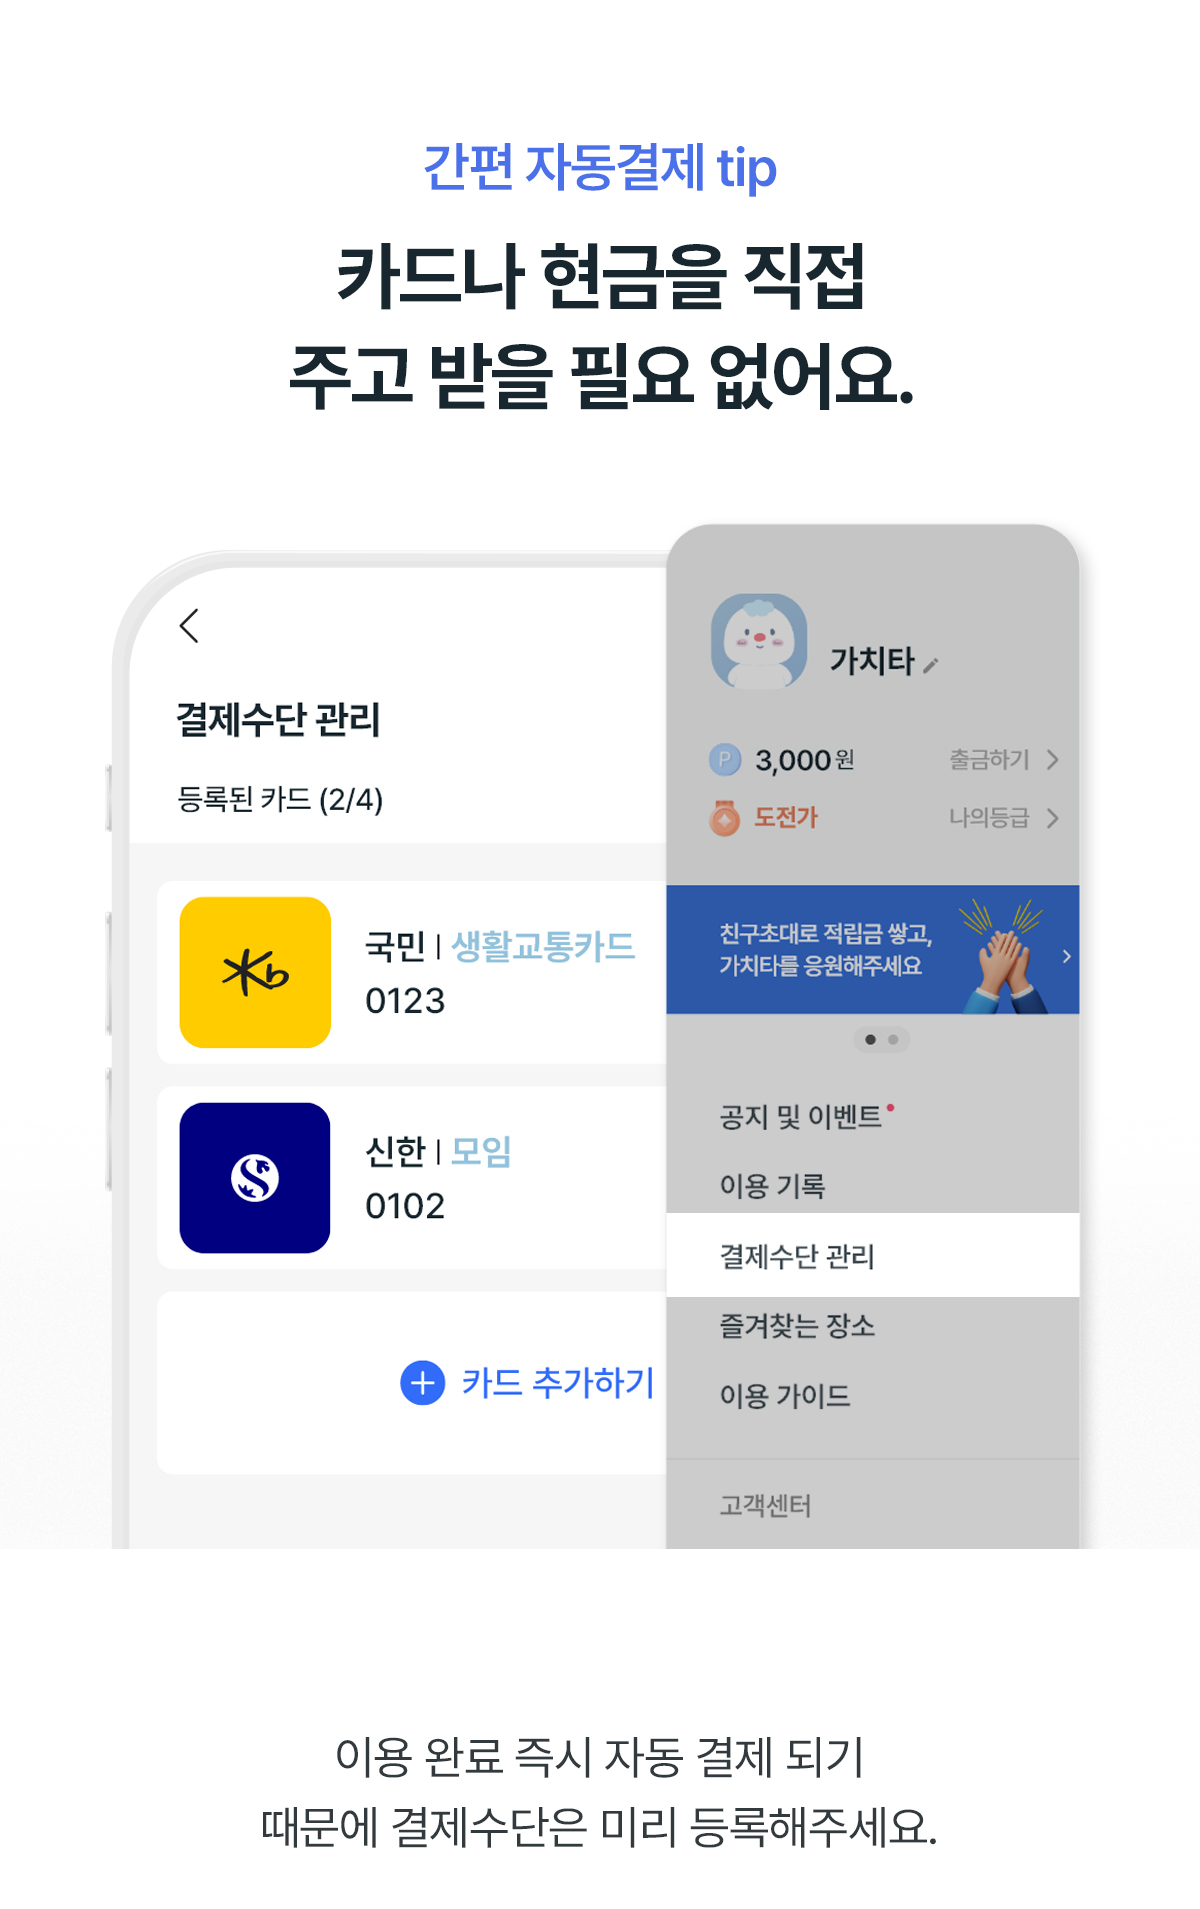 간편 자동결제 tip
카드나 현금을 직접
주고 받을 필요 없어요.
결제수단 관리
등록된 카드 (2/4)
Kb
국민 | 생활교통카드
0123
S
신한 | 모임
0102
카드 추가하기
가치타
P 3,000원 출금하기
도전가 나의등급
친구초대로 적립금 쌓고,
가치타를 응원해주세요
공지 및 이벤트
이용 기록
결제수단 관리
즐겨찾는 장소
이용 가이드
고객센터
이용 완료 즉시 자동 결제 되기
때문에 결제수단은 미리 등록해주세요.